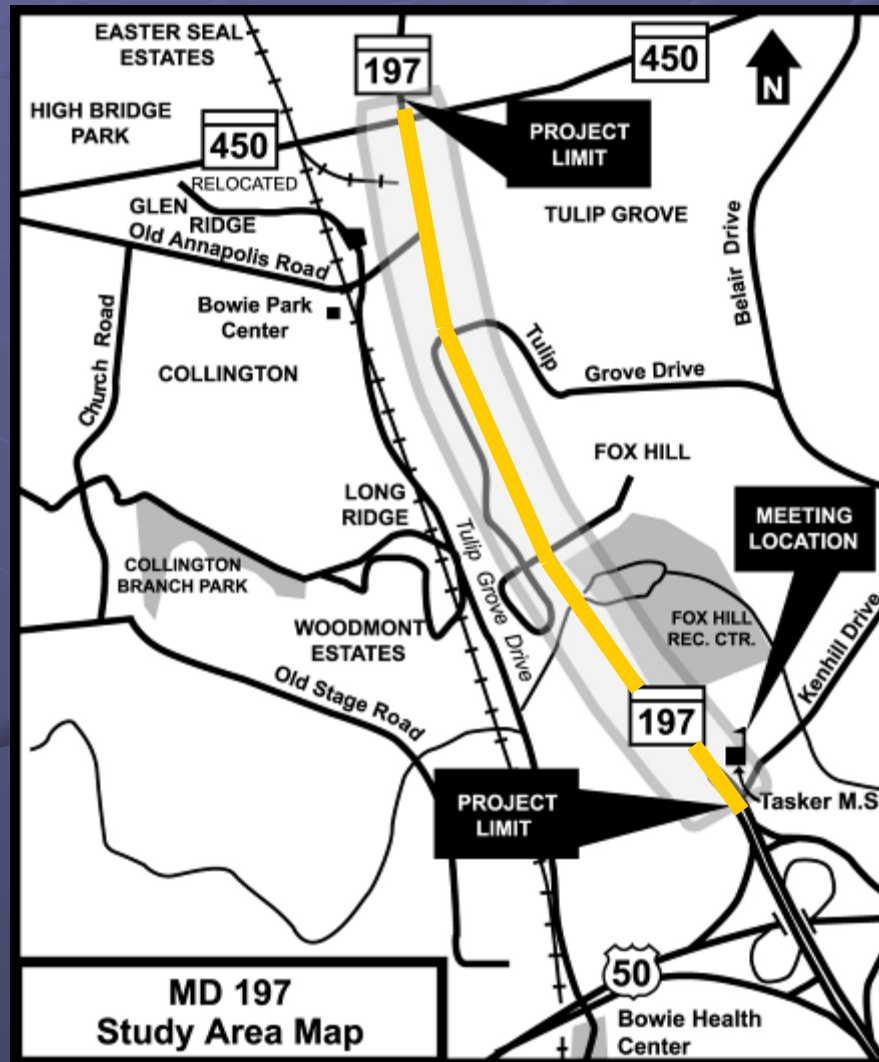 EASTER SEAL
ESTATES
197
450
N
HIGH BRIDGE
PARK
450
PROJECT
LIMIT
RELOCATED
GLEN
RIDGE
TULIP GROVE
Old Annapolis Road
Belair Drive
Bowie Park
Center
Church Road
COLLINGTON
Tulip
Grove Drive
FOX HILL
LONG
RIDGE
MEETING
LOCATION
Tulip Grove Drive
COLLINGTON
BRANCH PARK
FOX HILL
REC. CTR.
WOODMONT
ESTATES
Kenhill Drive
Old Stage Road
197
PROJECT
LIMIT
Tasker M.S
50
MD 197
Study Area Map
Bowie Health
Center